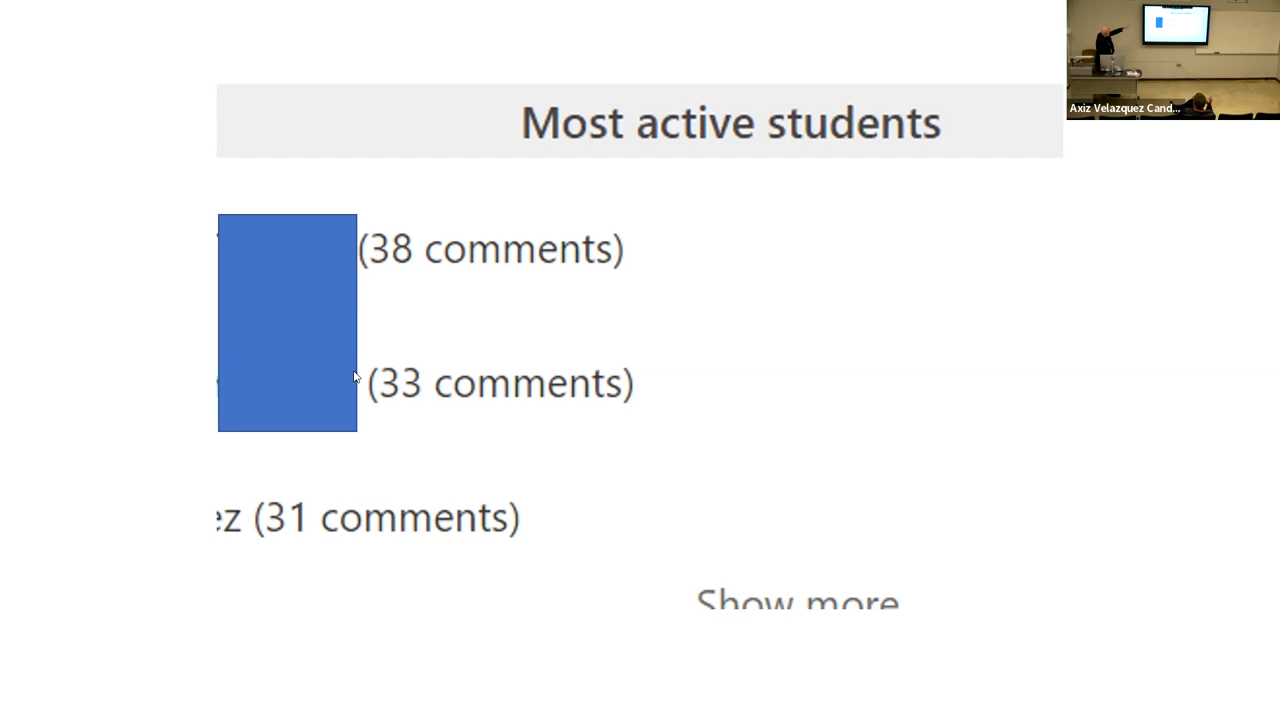 Most active students
Axiz Velazquez Cand...
(38 comments)
(33 comments)
ez (31 comments)
Show more